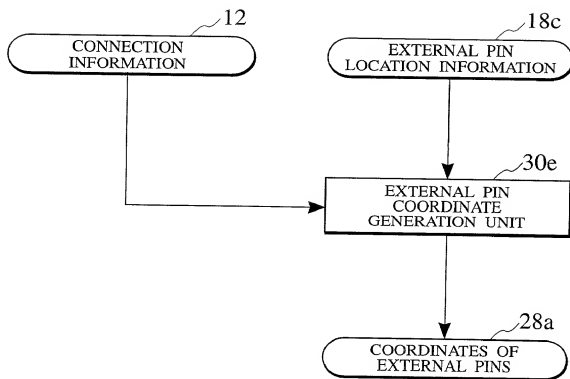 12
CONNECTION
INFORMATION
18c
EXTERNAL PIN
LOCATION INFORMATION
30e
EXTERNAL PIN
COORDINATE
GENERATION UNIT
28a
COORDINATES OF
EXTERNAL PINS